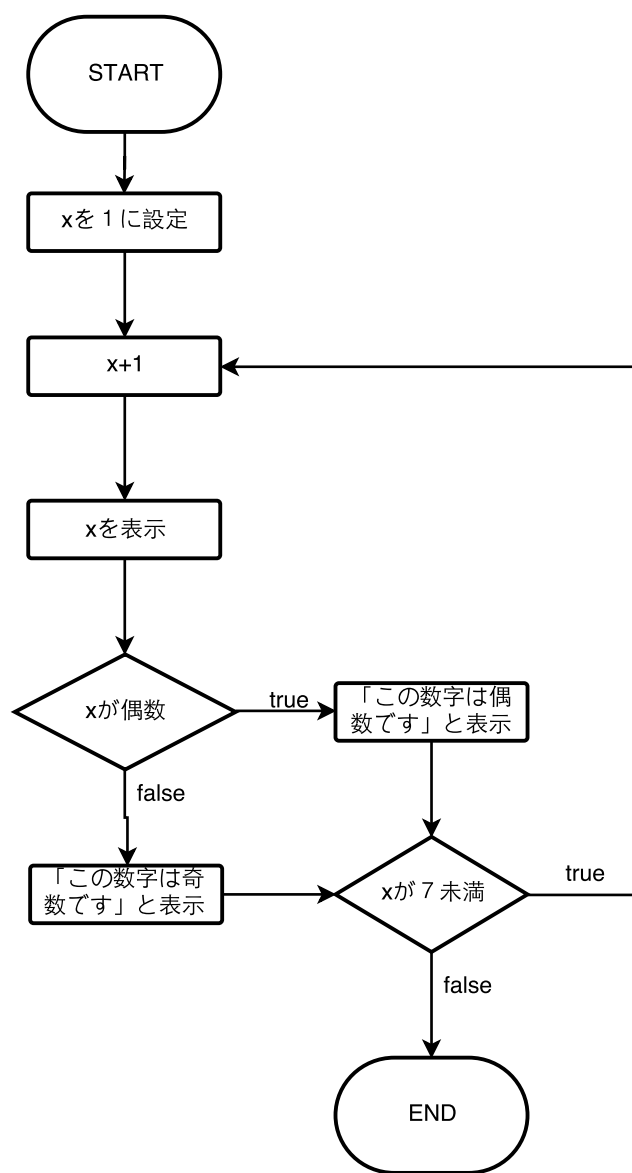 START
xを１に設定
x+1
xを表示
xが偶数
true
「この数字は偶
数です」と表示
false
「この数字は奇
数です」と表示
xが７未満
true
false
END